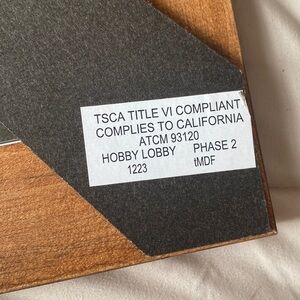 TSCA TITLE VI COMPLIANT
COMPLIES TO CALIFORNIA
ATCM 93120
HOBBY LOBBY PHASE 2
1223 tMDF